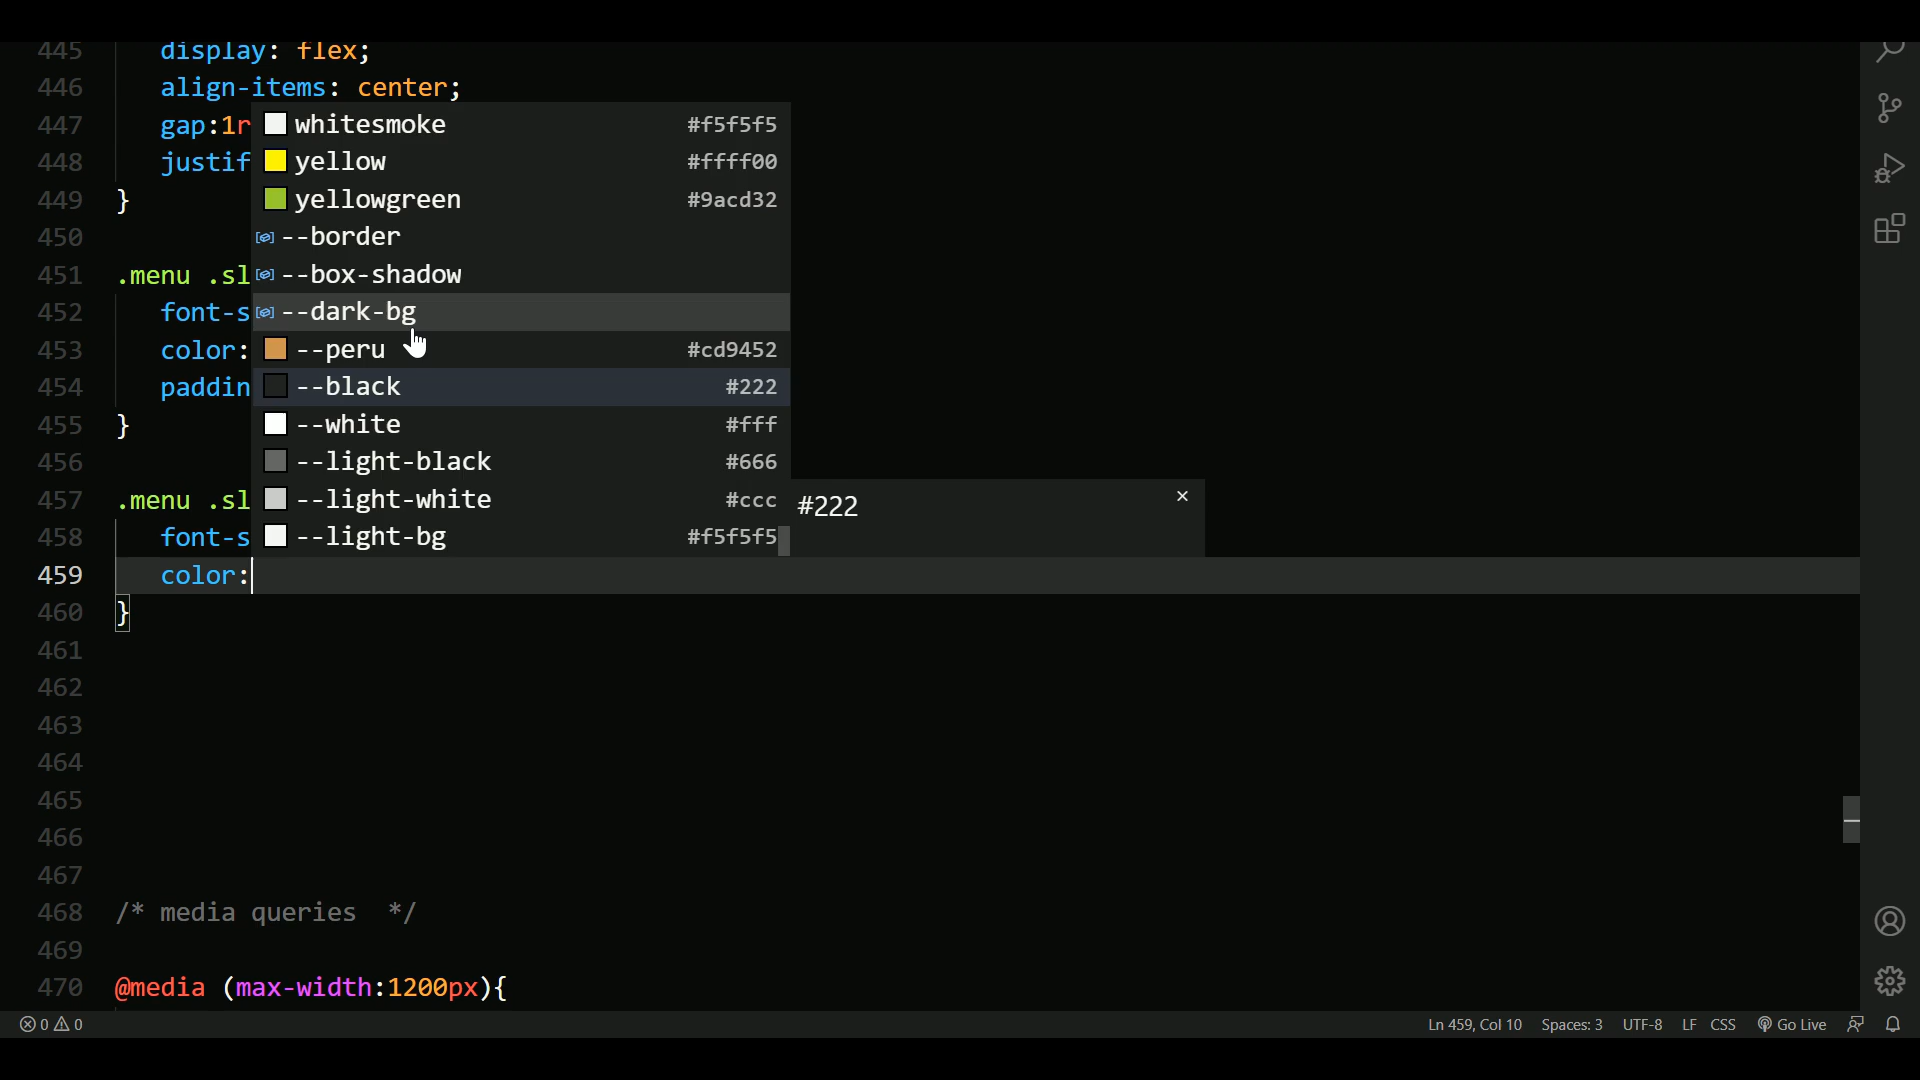 445 display: flex;
446 align-items: center;
447 gap:1r
448 justif
449 }
450
451 .menu .sl
452 font-s
453 color:
454 paddin
455 }
456
457 .menu .sl
458 font-s
459 color:
460 }
461
462
463
464
465
466
467
468 /* media queries */
469
470 @media (max-width:1200px){
whitesmoke #f5f5f5
yellow #ffff00
yellowgreen #9acd32
--border
--box-shadow
--dark-bg
--peru #cd9452
--black #222
--white #fff
--light-black #666
--light-white #ccc
--light-bg #f5f5f5
#222 ×
0 0 Ln 459, Col 10 Spaces: 3 UTF-8 LF CSS Go Live